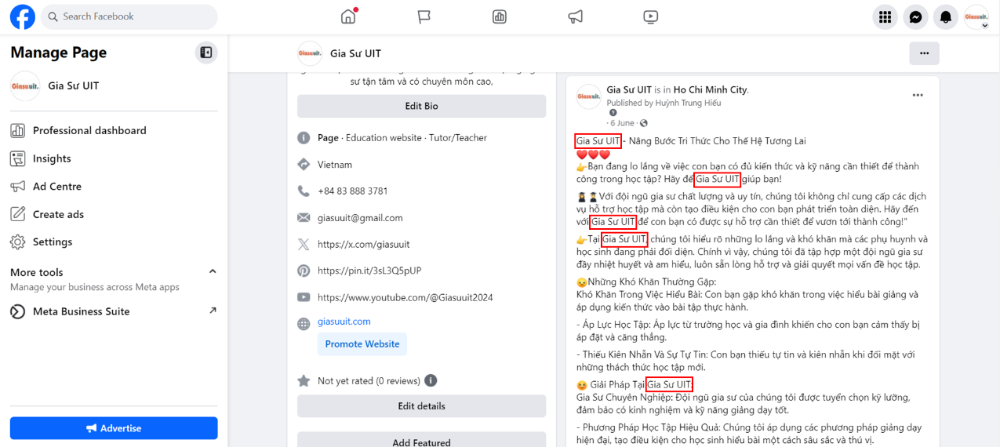 Search Facebook
Giasuuit.
Manage Page
Giasuuit.
Gia Sư UIT
Professional dashboard
Insights
Ad Centre
Create ads
Settings
More tools
Manage your business across Meta apps
Meta Business Suite
Advertise
Giasuuit.
Gia Sư UIT
sư tận tâm và có chuyên môn cao,
Edit Bio
Page · Education website · Tutor/Teacher
Vietnam
+84 83 888 3781
giasuuit@gmail.com
https://x.com/giasuuit
https://pin.it/3sL3Q5pUP
https://www.youtube.com/@Giasuuit2024
giasuuit.com
Promote Website
Not yet rated (0 reviews)
Edit details
Add Featured
Giasuuit.
Gia Sư UIT is in Ho Chi Minh City.
Published by Huỳnh Trung Hiếu
· 6 June ·
Gia Sư UIT - Nâng Bước Tri Thức Cho Thế Hệ Tương Lai
❤️❤️❤️
👉Bạn đang lo lắng về việc con bạn có đủ kiến thức và kỹ năng cần thiết để thành
công trong học tập? Hãy để Gia Sư UIT giúp bạn!
👩‍🎓👨‍🎓Với đội ngũ gia sư chất lượng và uy tín, chúng tôi không chỉ cung cấp các dịch
vụ hỗ trợ học tập mà còn tạo điều kiện cho con bạn phát triển toàn diện. Hãy đến
với Gia Sư UIT để con bạn có được sự hỗ trợ cần thiết để vươn tới thành công!"
👉Tại Gia Sư UIT, chúng tôi hiểu rõ những lo lắng và khó khăn mà các phụ huynh và
học sinh đang phải đối diện. Chính vì vậy, chúng tôi đã tập hợp một đội ngũ gia sư
đầy nhiệt huyết và am hiểu, luôn sẵn lòng hỗ trợ và giải quyết mọi vấn đề học tập.
😥Những Khó Khăn Thường Gặp:
Khó Khăn Trong Việc Hiểu Bài: Con bạn gặp khó khăn trong việc hiểu bài giảng và
áp dụng kiến thức vào bài tập thực hành.
- Áp Lực Học Tập: Áp lực từ trường học và gia đình khiến cho con bạn cảm thấy bị
áp đặt và căng thẳng.
- Thiếu Kiên Nhẫn Và Sự Tự Tin: Con bạn thiếu tự tin và kiên nhẫn khi đối mặt với
những thách thức học tập mới.
😉 Giải Pháp Tại Gia Sư UIT:
Gia Sư Chuyên Nghiệp: Đội ngũ gia sư của chúng tôi được tuyển chọn kỹ lưỡng,
đảm bảo có kinh nghiệm và kỹ năng giảng dạy tốt.
- Phương Pháp Học Tập Hiệu Quả: Chúng tôi áp dụng các phương pháp giảng dạy
hiện đại, tạo điều kiện cho học sinh hiểu bài một cách sâu sắc và thú vị.